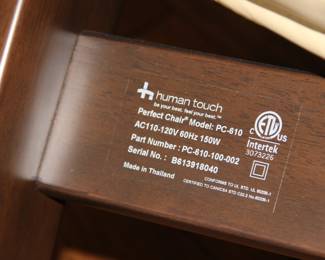 human touch
be your best. feel your best.™
Perfect Chair® Model: PC-610
AC110-120V 60Hz 150W
Part Number : PC-610-100-002
Serial No. : B613918040
Made in Thailand
C ETL US
Intertek
3073226
CONFORMS TO UL STD. UL 60335-1
CERTIFIED TO CAN/CSA STD C22.2 No.60335-1